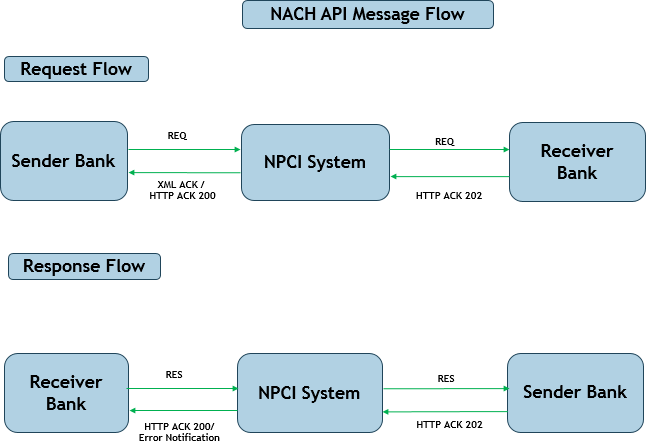 NACH API Message Flow
Request Flow
Sender Bank
REQ
XML ACK /
HTTP ACK 200
NPCI System
REQ
HTTP ACK 202
Receiver
Bank
Response Flow
Receiver
Bank
RES
HTTP ACK 200/
Error Notification
NPCI System
RES
HTTP ACK 202
Sender Bank